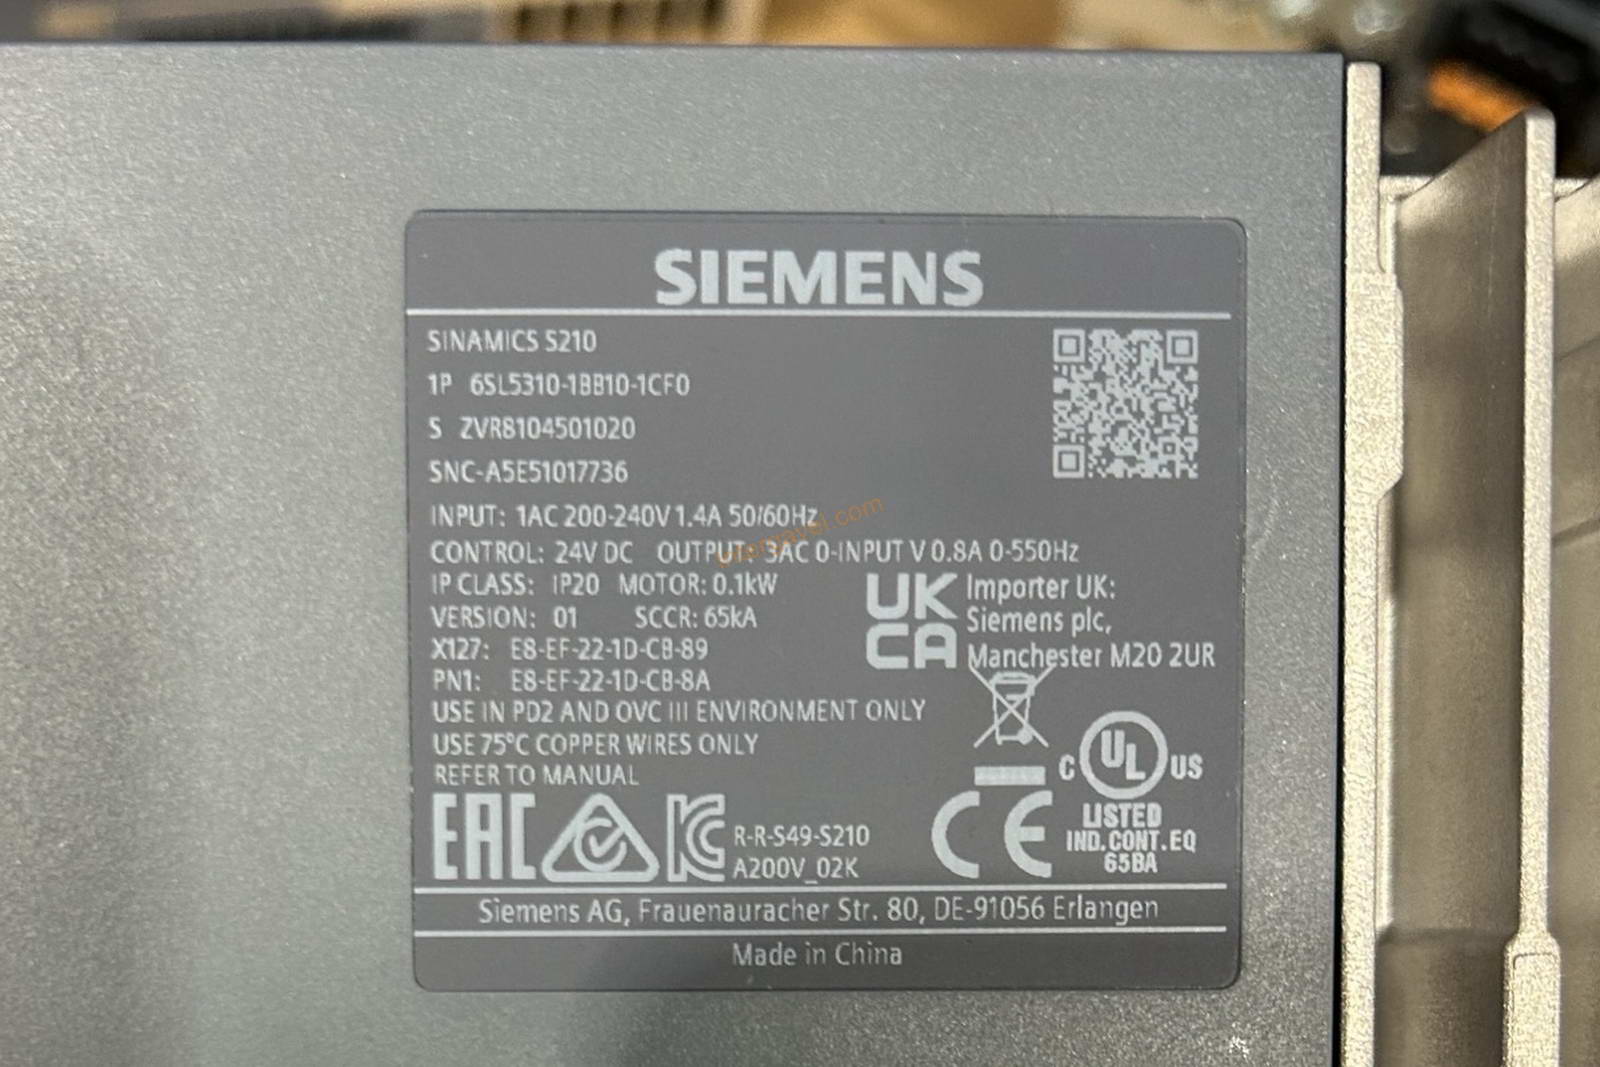 SIEMENS
SINAMICS S210
1P 6SL5310-1BB10-1CF0
S ZVR8104501020
SNC-A5E51017736
INPUT: 1AC 200-240V 1.4A 50/60Hz
CONTROL: 24V DC OUTPUT: 3AC 0-INPUT V 0.8A 0-550Hz
IP CLASS: IP20 MOTOR: 0.1kW
VERSION: 01 SCCR: 65kA
X127: E8-EF-22-1D-CB-89
PN1: E8-EF-22-1D-CB-8A
USE IN PD2 AND OVC III ENVIRONMENT ONLY
USE 75°C COPPER WIRES ONLY
REFER TO MANUAL
UK
CA
Importer UK:
Siemens plc,
Manchester M20 2UR
EAC
R-R-S49-S210
A200V_02K
CE
C UL US
LISTED
IND.CONT.EQ
65BA
Siemens AG, Frauenauracher Str. 80, DE-91056 Erlangen
Made in China